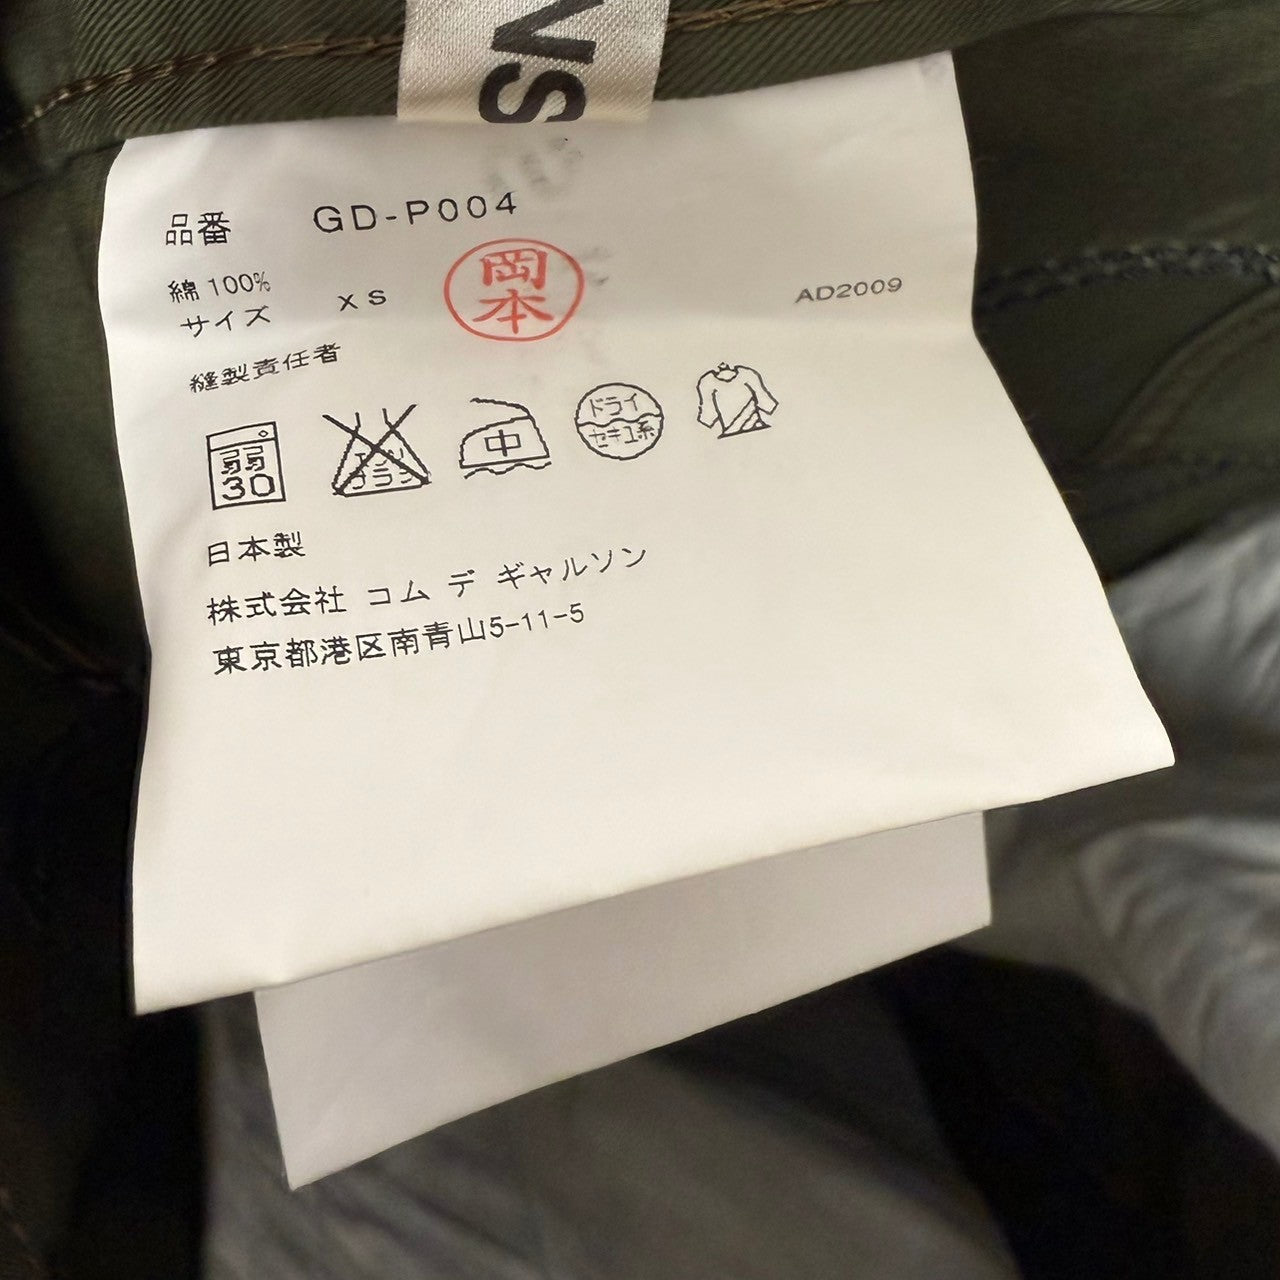 NS
品番 GD-P004
綿 100%
サイズ XS
岡本
AD2009
縫製責任者
弱 30
中
ドライ
セキユ系
日本製
株式会社 コム デ ギャルソン
東京都港区南青山5-11-5